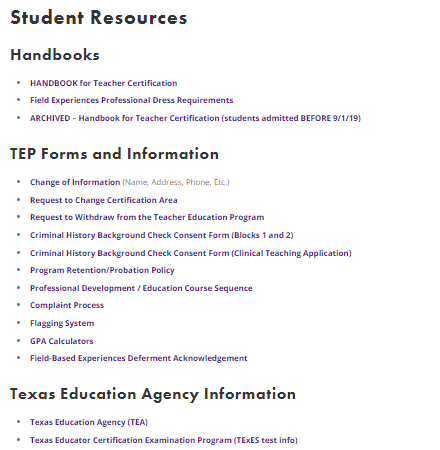 Student Resources
Handbooks
HANDBOOK for Teacher Certification
Field Experiences Professional Dress Requirements
ARCHIVED – Handbook for Teacher Certification (students admitted BEFORE 9/1/19)
TEP Forms and Information
Change of Information (Name, Address, Phone, Etc.)
Request to Change Certification Area
Request to Withdraw from the Teacher Education Program
Criminal History Background Check Consent Form (Blocks 1 and 2)
Criminal History Background Check Consent Form (Clinical Teaching Application)
Program Retention/Probation Policy
Professional Development / Education Course Sequence
Complaint Process
Flagging System
GPA Calculators
Field-Based Experiences Deferment Acknowledgement
Texas Education Agency Information
Texas Education Agency (TEA)
Texas Educator Certification Examination Program (TExES test info)